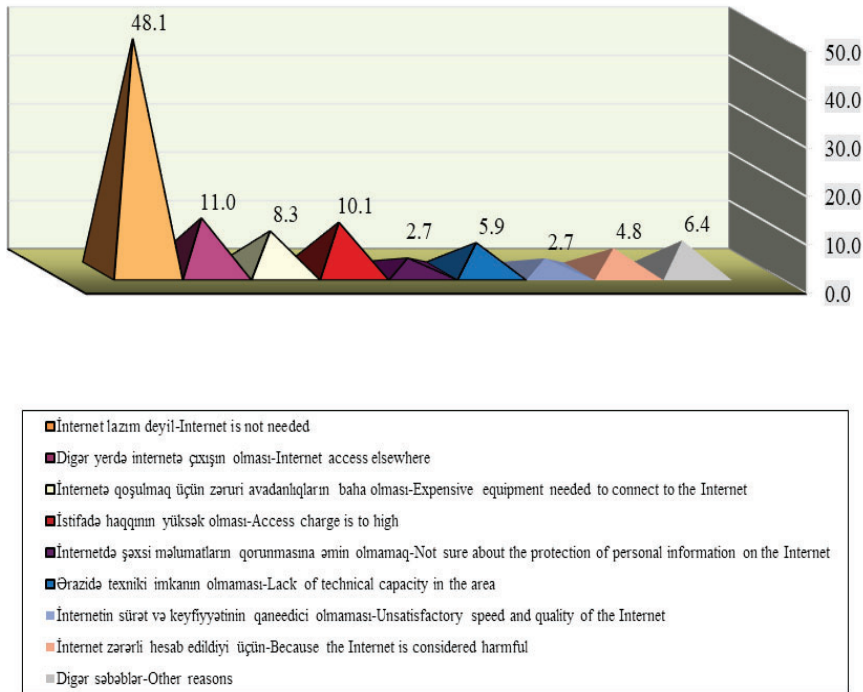 48.1
11.0
8.3
10.1
2.7
5.9
2.7
4.8
6.4
50.0
40.0
30.0
20.0
10.0
0.0
İnternet lazım deyil-Internet is not needed
Digər yerdə internetə çıxışın olması-Internet access elsewhere
İnternetə qoşulmaq üçün zəruri avadanlıqların baha olması-Expensive equipment needed to connect to the Internet
İstifadə haqqının yüksək olması-Access charge is to high
İnternetdə şəxsi məlumatların qorunmasına əmin olmamaq-Not sure about the protection of personal information on the Internet
Ərazidə texniki imkanın olmaması-Lack of technical capacity in the area
İnternetin sürət və keyfiyyətinin qaneedici olmaması-Unsatisfactory speed and quality of the Internet
İnternet zərərli hesab edildiyi üçün-Because the Internet is considered harmful
Digər səbəblər-Other reasons